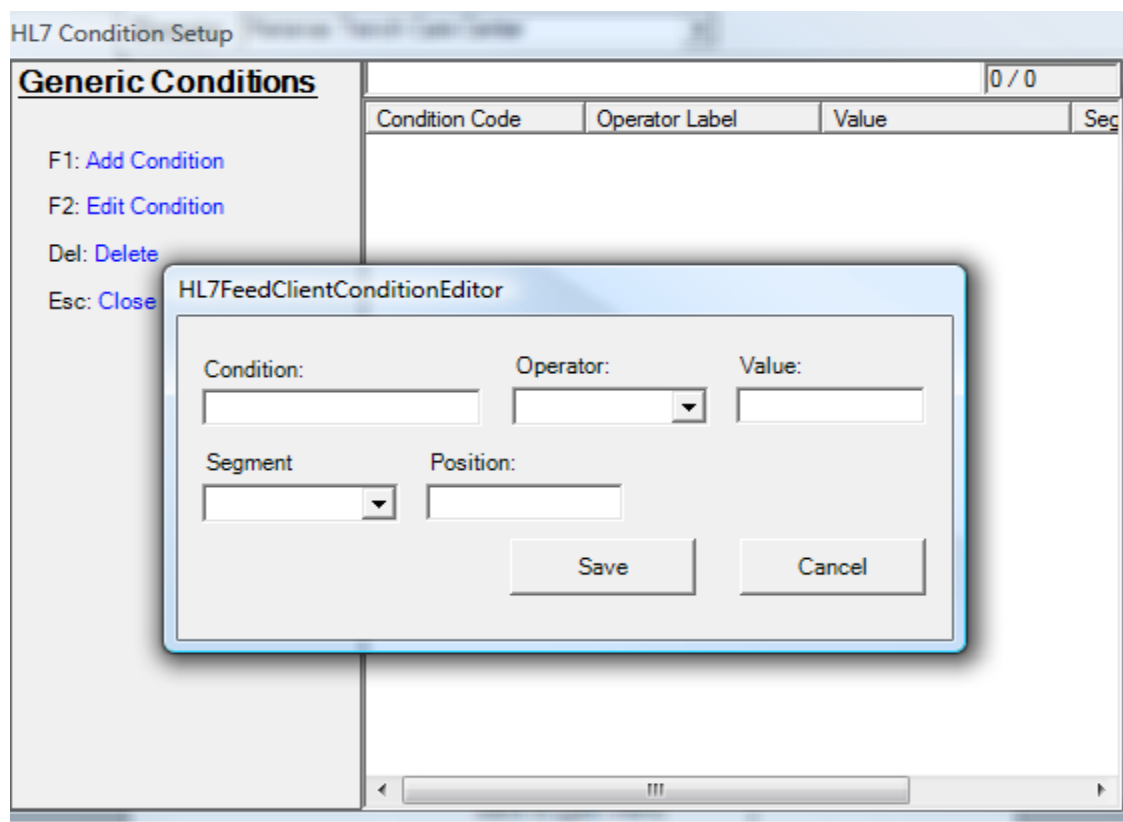 HL7 Condition Setup
Generic Conditions
0 / 0
Condition Code Operator Label Value Seg
F1: Add Condition
F2: Edit Condition
Del: Delete
Esc: Close
HL7FeedClientConditionEditor
Condition: Operator: Value:
Segment Position:
Save Cancel